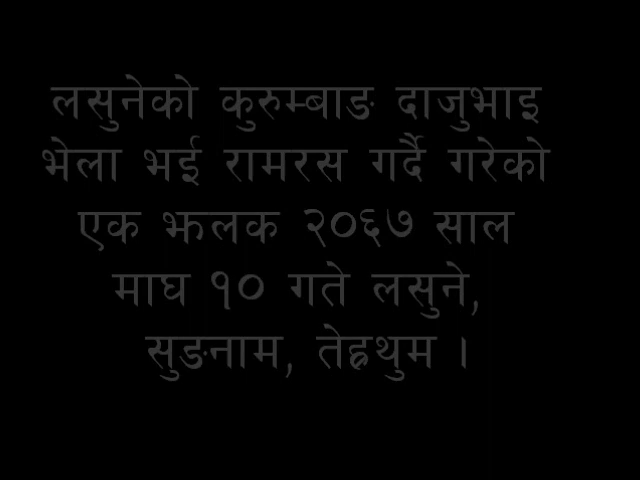 लसुनेको कुरुम्बाङ दाजुभाइ
भेला भई रामरस गर्दै गरेको
एक झलक २०६७ साल
माघ १० गते लसुने,
सुङनाम, तेह्रथुम ।